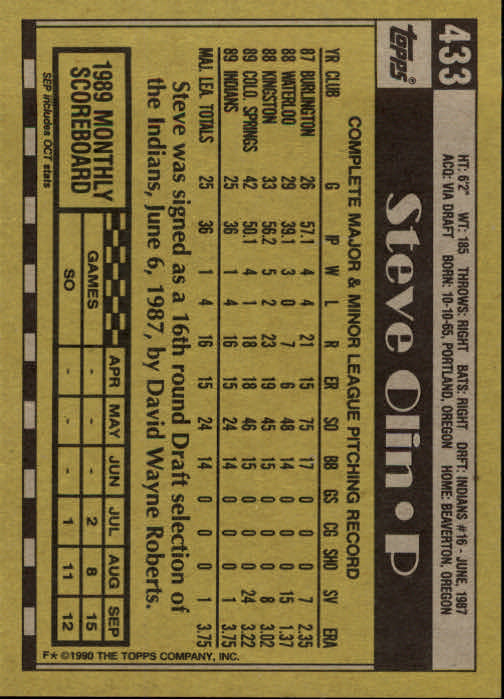 433
Topps®
Steve Olin • P
HT: 6'2" WT: 185 THROWS: RIGHT BATS: RIGHT DRFT: INDIANS #16 - JUNE, 1987
ACQ: VIA DRAFT BORN: 10-10-65, PORTLAND, OREGON HOME: BEAVERTON, OREGON
COMPLETE MAJOR & MINOR LEAGUE PITCHING RECORD
YR CLUB G IP W L R ER SO BB GS CG SHO SV ERA
87 BURLINGTON 26 57.1 4 4 21 15 75 17 0 0 0 7 2.35
88 WATERLOO 29 39.1 3 0 7 6 48 14 0 0 0 15 1.37
88 KINGSTON 33 56.2 5 2 23 19 45 15 0 0 0 8 3.02
89 COLO. SPRINGS 42 50.1 4 1 18 18 46 15 0 0 0 24 3.22
89 INDIANS 25 36 1 4 16 15 24 14 0 0 0 1 3.75
MAJ. LEA. TOTALS 25 36 1 4 16 15 24 14 0 0 0 1 3.75
Steve was signed as a 16th round Draft selection of
the Indians, June 6, 1987, by David Wayne Roberts.
1989 MONTHLY
SCOREBOARD
APR MAY JUN JUL AUG SEP
GAMES - - - 2 8 15
SO - - - 1 11 12
SEP includes OCT stats
F* ©1990 THE TOPPS COMPANY, INC.